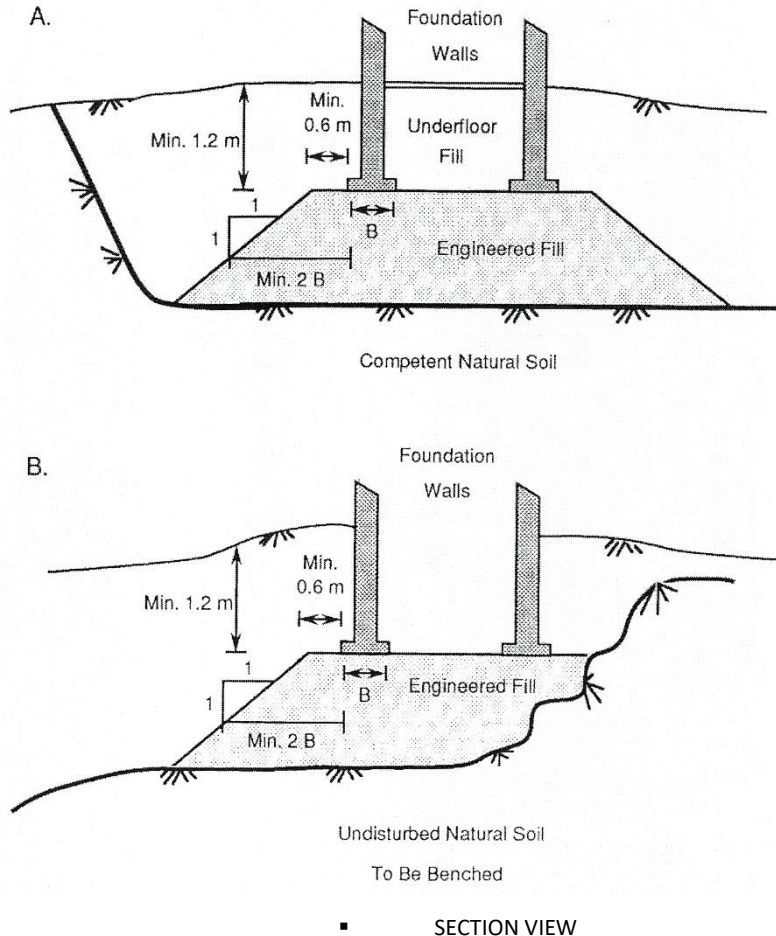 A.
Foundation
Walls
Min.
0.6 m
Min. 1.2 m
Underfloor
Fill
1
1
B
Min. 2 B
Engineered Fill
Competent Natural Soil
B.
Foundation
Walls
Min.
0.6 m
Min. 1.2 m
1
1
B
Min. 2 B
Engineered Fill
Undisturbed Natural Soil
To Be Benched
▪ SECTION VIEW